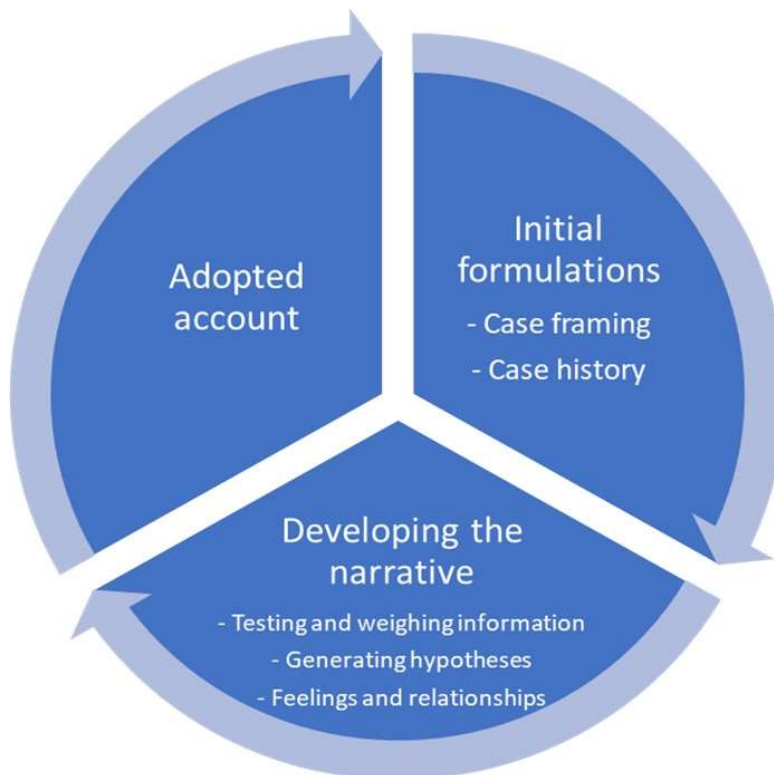 Adopted
account
Initial
formulations
- Case framing
- Case history
Developing the
narrative
- Testing and weighing information
- Generating hypotheses
- Feelings and relationships